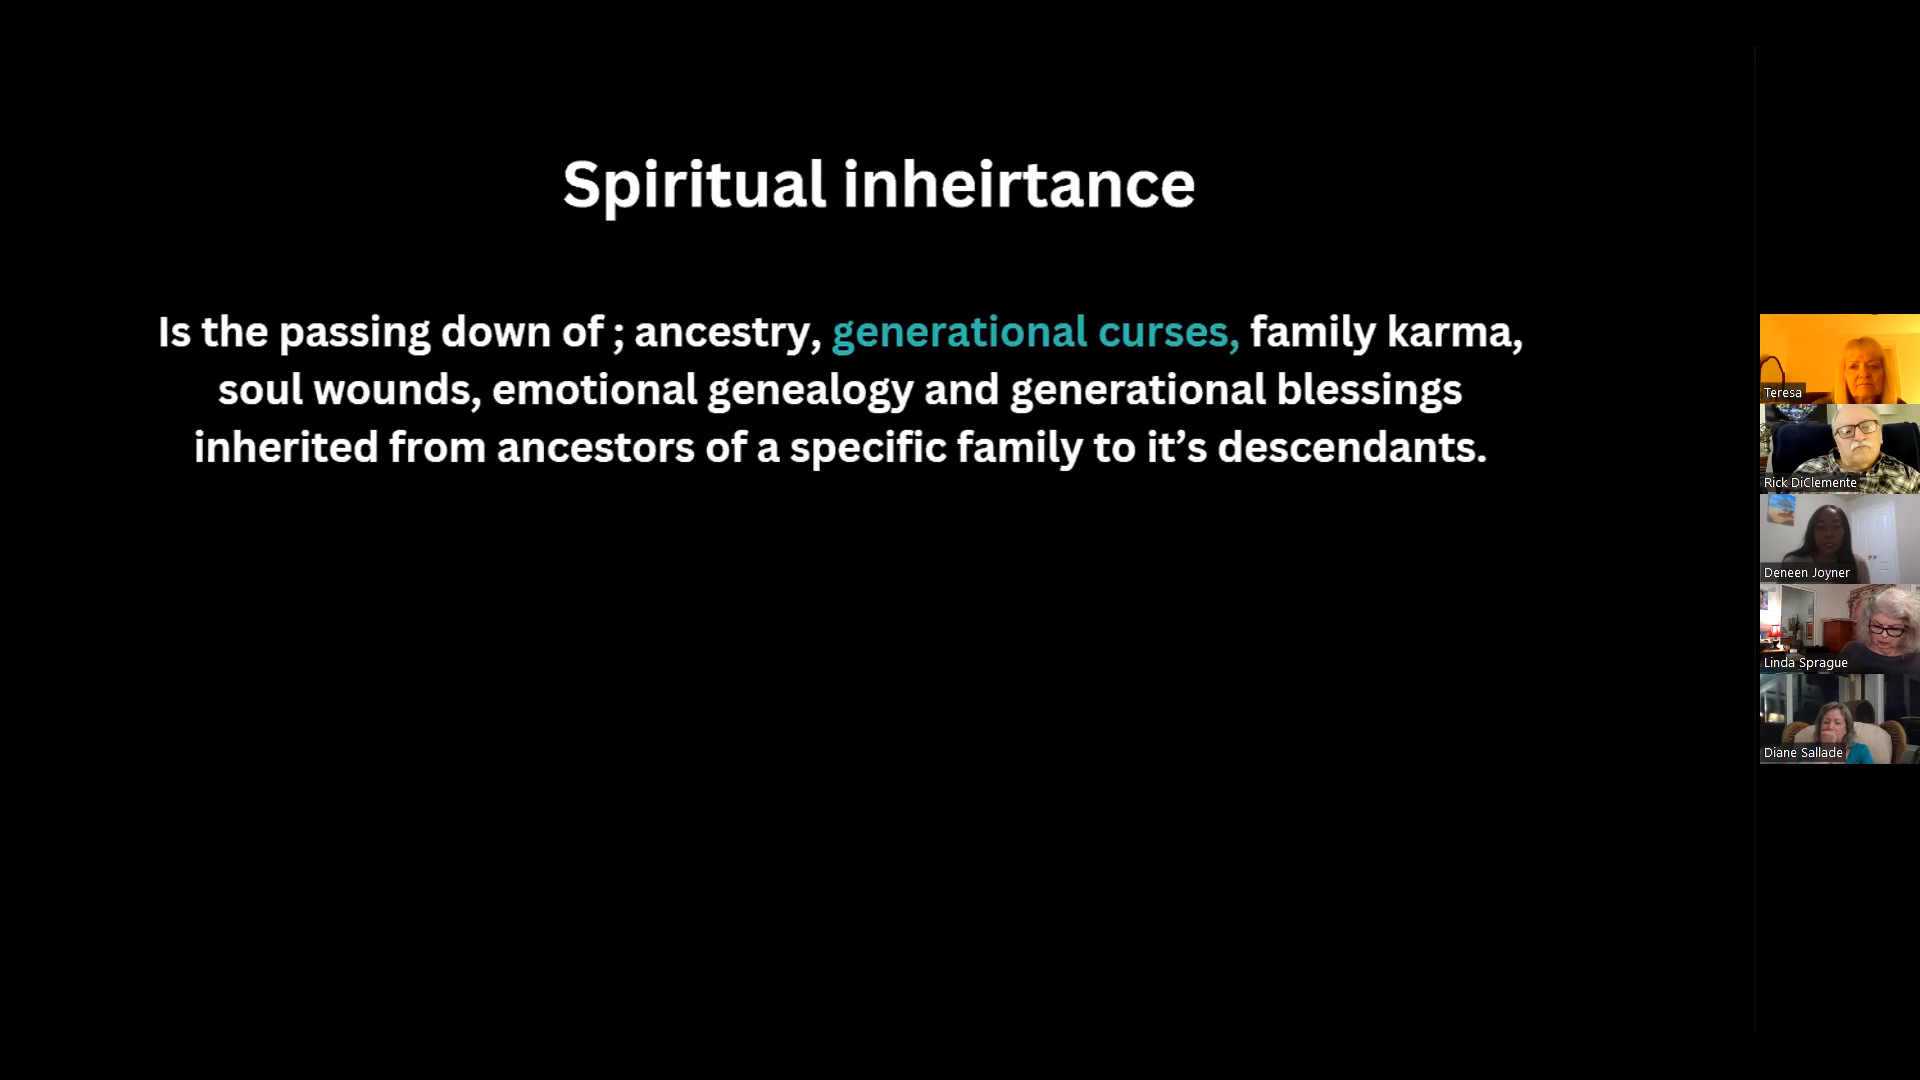 Spiritual inheirtance
Is the passing down of ; ancestry, generational curses, family karma,
soul wounds, emotional genealogy and generational blessings
inherited from ancestors of a specific family to it’s descendants.
Teresa
Rick DiClemente
Deneen Joyner
Linda Sprague
Diane Sallade